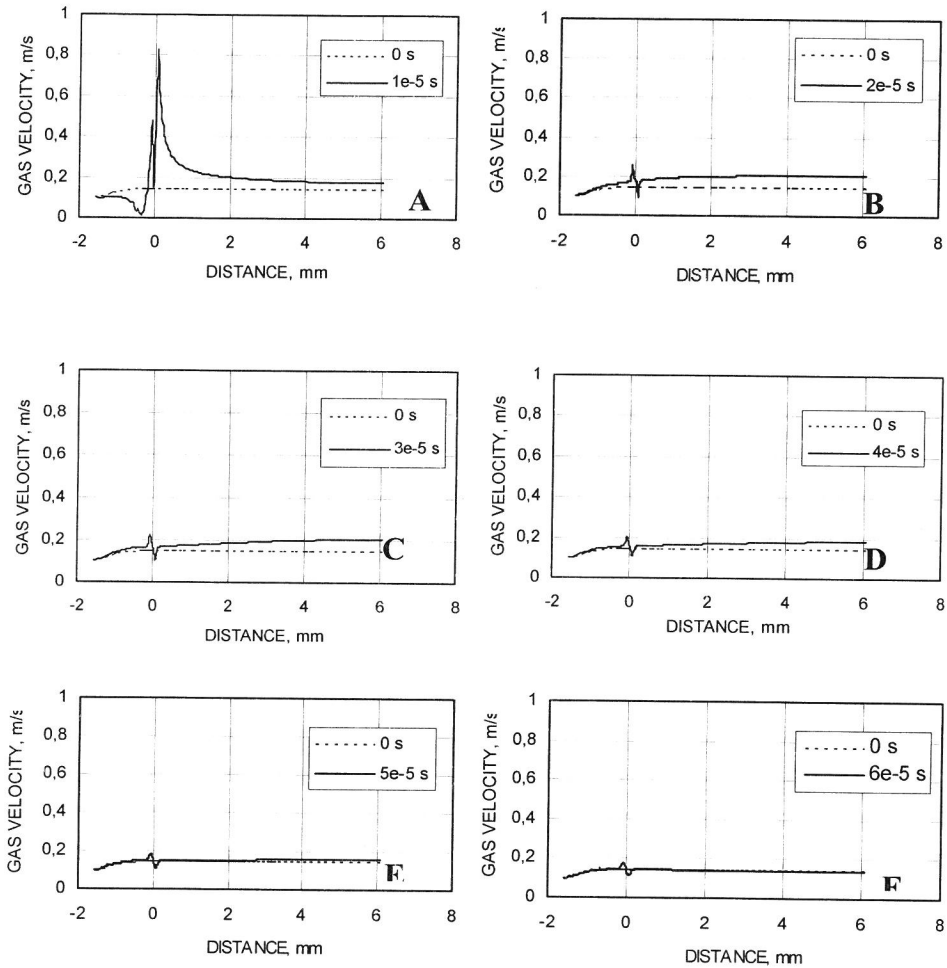 GAS VELOCITY, m/s
1
0,8
0,6
0,4
0,2
0
0 s
1e-5 s
A
-2
0
2
4
6
8
DISTANCE, mm
GAS VELOCITY, m/s
1
0,8
0,6
0,4
0,2
0
0 s
2e-5 s
B
-2
0
2
4
6
8
DISTANCE, mm
GAS VELOCITY, m/s
1
0,8
0,6
0,4
0,2
0
0 s
3e-5 s
C
-2
0
2
4
6
8
DISTANCE, mm
GAS VELOCITY, m/s
1
0,8
0,6
0,4
0,2
0
0 s
4e-5 s
D
-2
0
2
4
6
8
DISTANCE, mm
GAS VELOCITY, m/s
1
0,8
0,6
0,4
0,2
0
0 s
5e-5 s
E
-2
0
2
4
6
8
DISTANCE, mm
GAS VELOCITY, m/s
1
0,8
0,6
0,4
0,2
0
0 s
6e-5 s
F
-2
0
2
4
6
8
DISTANCE, mm